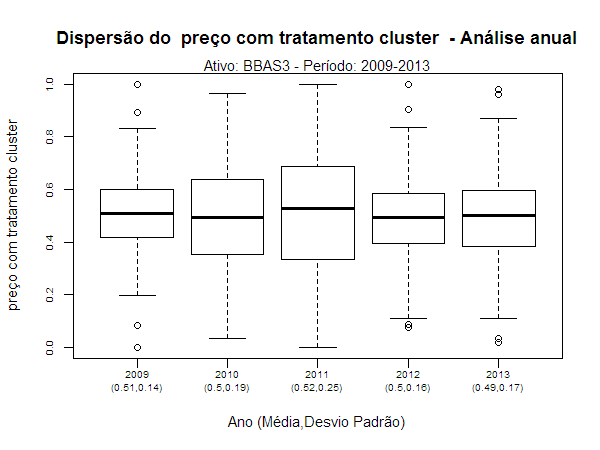 Dispersão do  preço com tratamento cluster  - Análise anual
Ativo: BBAS3 - Período: 2009-2013
preço com tratamento cluster
1.0
0.8
0.6
0.4
0.2
0.0
2009 2010 2011 2012 2013
(0.51,0.14) (0.5,0.19) (0.52,0.25) (0.5,0.16) (0.49,0.17)
Ano (Média,Desvio Padrão)